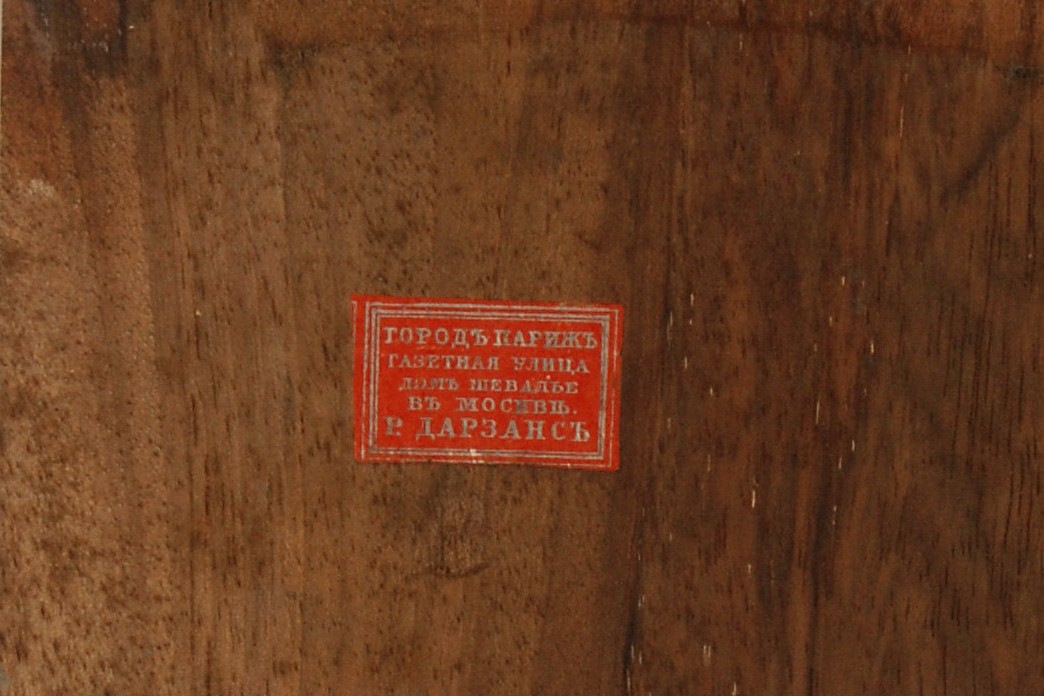 ГОРОДЪ ПАРИЖЪ
ГАЗЕТНАЯ УЛИЦА
ДОМЪ ШЕВАЛЬЕ
ВЪ МОСКВѢ.
Р. ДАРЗАНСЪ